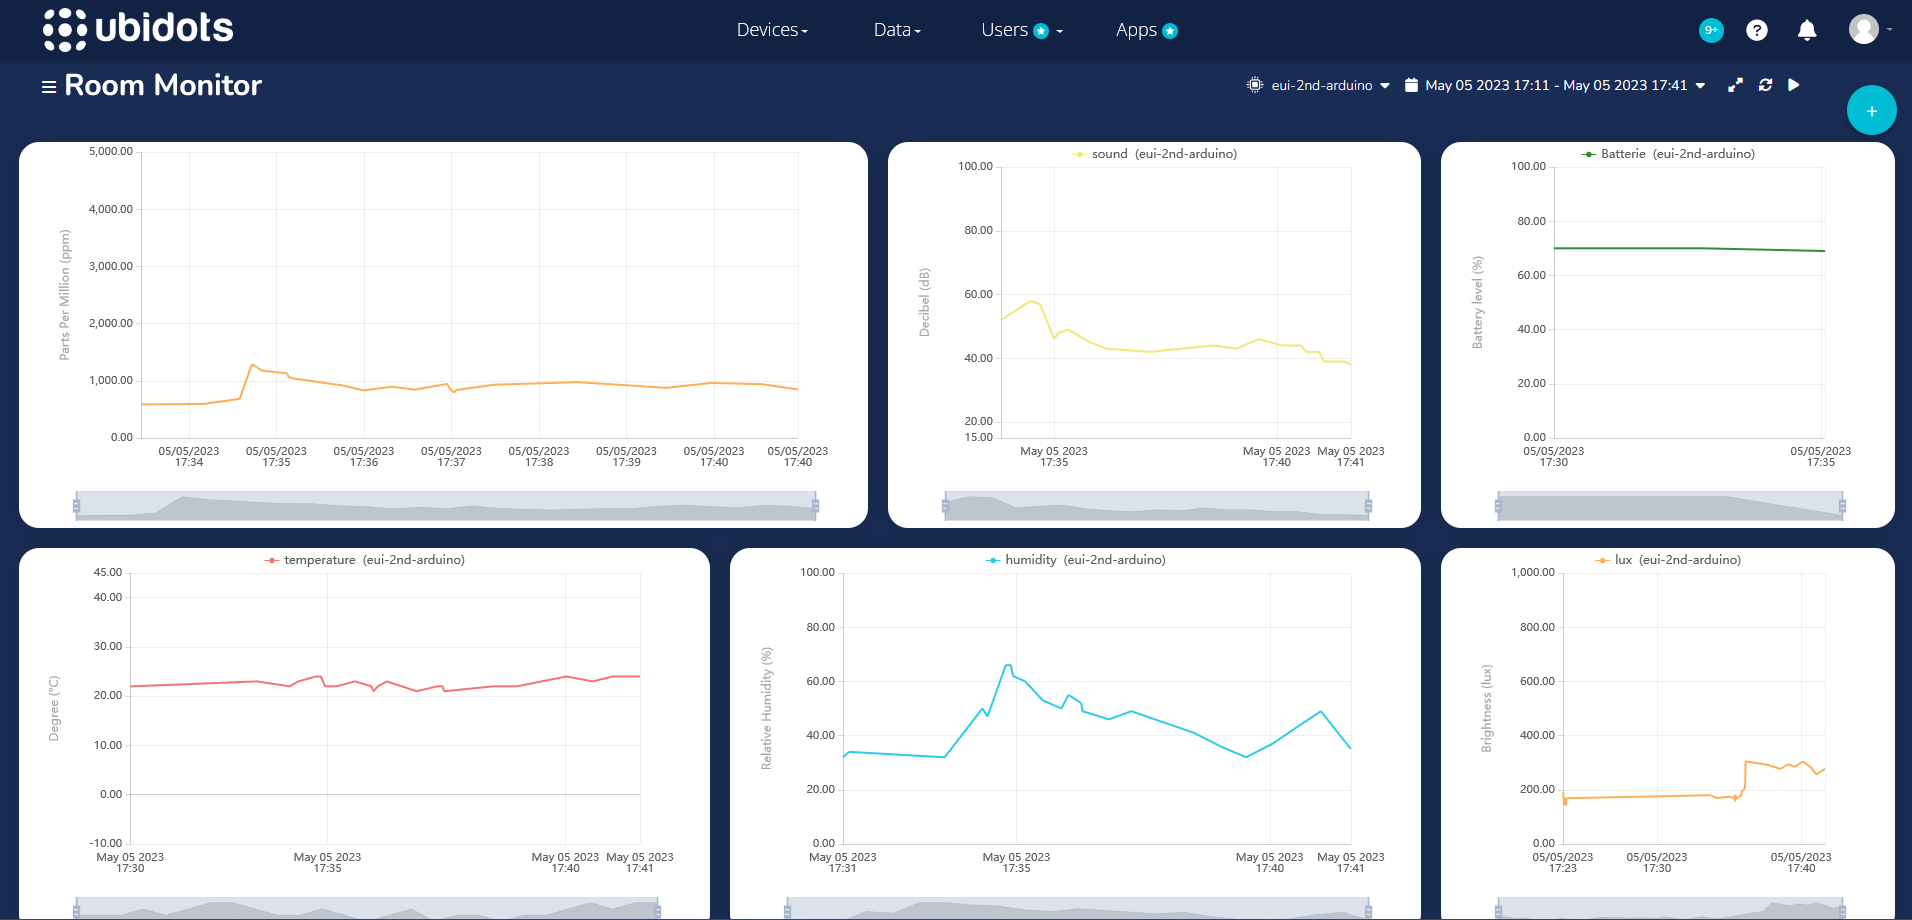 ubidots
Devices
Data
Users
Apps
9+
?
Room Monitor
eui-2nd-arduino
May 05 2023 17:11 - May 05 2023 17:41
+
Parts Per Million (ppm)
5,000.00
4,000.00
3,000.00
2,000.00
1,000.00
0.00
05/05/2023 05/05/2023 05/05/2023 05/05/2023 05/05/2023 05/05/2023 05/05/2023 05/05/2023
17:34 17:35 17:36 17:37 17:38 17:39 17:40 17:40
sound (eui-2nd-arduino)
Decibel (dB)
100.00
80.00
60.00
40.00
20.00
15.00
May 05 2023 May 05 2023 May 05 2023
17:35 17:40 17:41
Batterie (eui-2nd-arduino)
Battery level (%)
100.00
80.00
60.00
40.00
20.00
0.00
05/05/2023 05/05/2023
17:30 17:35
temperature (eui-2nd-arduino)
Degree (°C)
45.00
40.00
30.00
20.00
10.00
0.00
-10.00
May 05 2023 May 05 2023 May 05 2023 May 05 2023
17:30 17:35 17:40 17:41
humidity (eui-2nd-arduino)
Relative Humidity (%)
100.00
80.00
60.00
40.00
20.00
0.00
May 05 2023 May 05 2023 May 05 2023 May 05 2023
17:31 17:35 17:40 17:41
lux (eui-2nd-arduino)
Brightness (lux)
1,000.00
800.00
600.00
400.00
200.00
0.00
05/05/2023 05/05/2023 05/05/2023
17:23 17:30 17:40